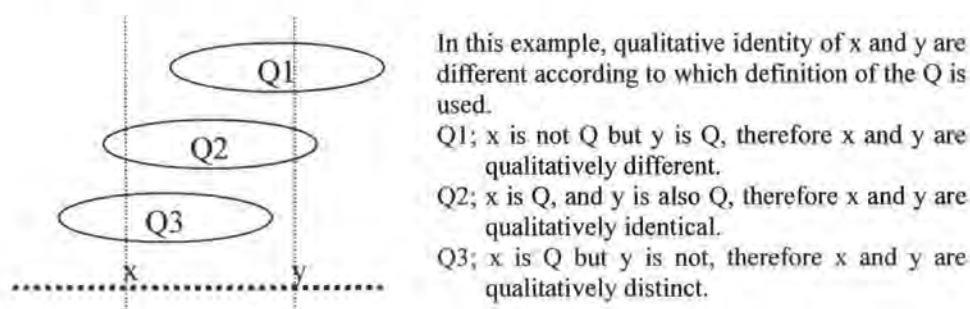 Q1
Q2
Q3
x
y
In this example, qualitative identity of x and y are
different according to which definition of the Q is
used.
Q1; x is not Q but y is Q, therefore x and y are
qualitatively different.
Q2; x is Q, and y is also Q, therefore x and y are
qualitatively identical.
Q3; x is Q but y is not, therefore x and y are
qualitatively distinct.